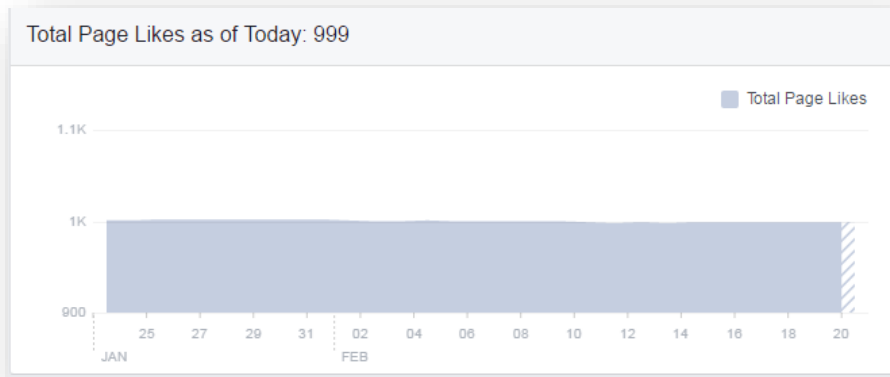 Total Page Likes as of Today: 999
Total Page Likes
1.1K
1K
900
25 27 29 31 02 04 06 08 10 12 14 16 18 20
JAN FEB